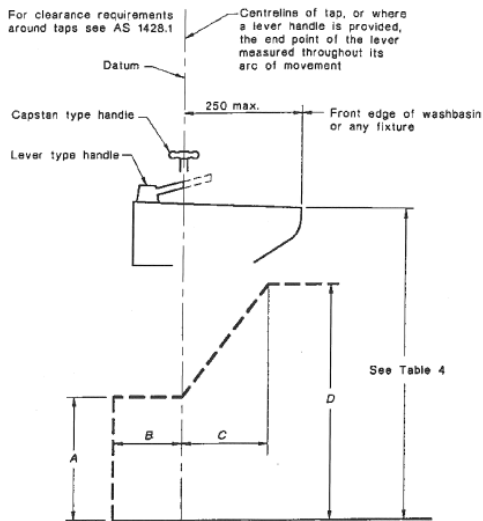 For clearance requirements
around taps see AS 1428.1
Centreline of tap, or where
a lever handle is provided,
the end point of the lever
measured throughout its
arc of movement
Datum
250 max.
Capstan type handle
Front edge of washbasin
or any fixture
Lever type handle
See Table 4
D
B
C
A